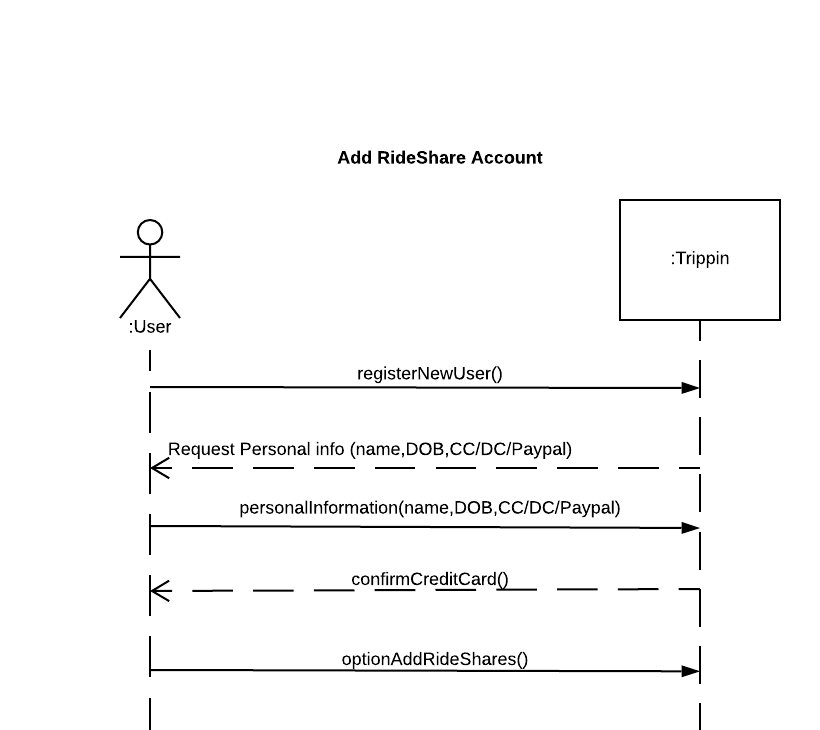 Add RideShare Account
:Trippin
:User
registerNewUser()
Request Personal info (name,DOB,CC/DC/Paypal)
personalInformation(name,DOB,CC/DC/Paypal)
confirmCreditCard()
optionAddRideShares()